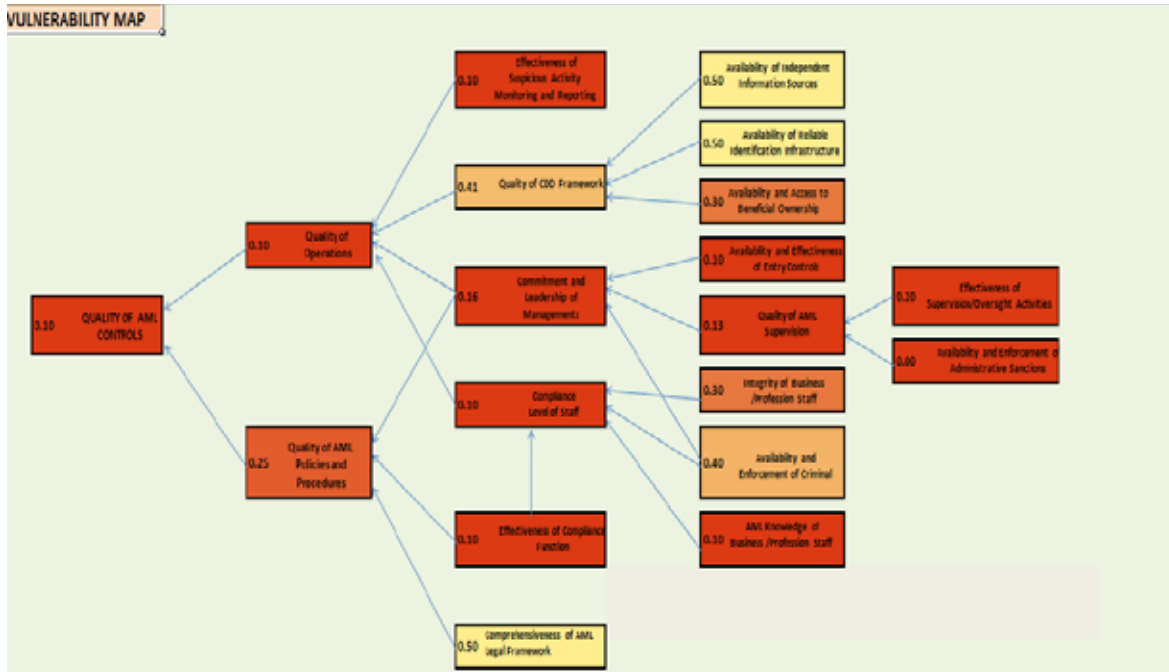 VULNERABILITY MAP
0.10
Effectiveness of
Suspicious Activity
Monitoring and Reporting
0.50
Availability of Independent
Information Sources
0.50
Availability of Reliable
Identification Infrastructure
0.41
Quality of CDD Framework
0.30
Availability and Access to
Beneficial Ownership
0.10
Quality of
Operations
0.10
Availability and Effectiveness
of Entry Controls
0.16
Commitment and
Leadership of
Managements
0.10
QUALITY OF AML
CONTROLS
0.13
Quality of AML
Supervision
Effectiveness of
Supervision/Oversight Activities
0.00
Availability and Enforcement of
Administrative Sanctions
0.10
Compliance
Level of Staff
0.30
Integrity of Business
/Profession Staff
0.25
Quality of AML
Policies and
Procedures
0.40
Availability and
Enforcement of Criminal
0.10
Effectiveness of Compliance
Function
0.10
AML Knowledge of
Business /Profession Staff
0.50
Comprehensiveness of AML
Legal Framework